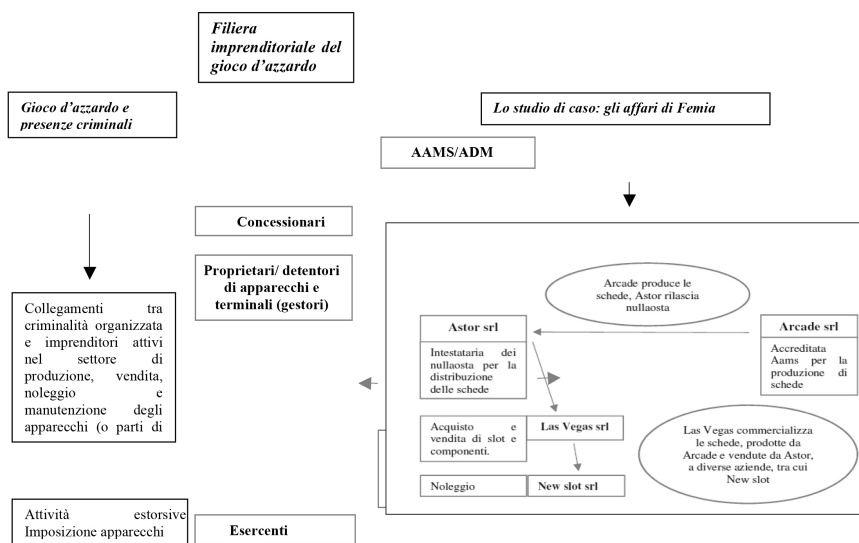 Filiera
imprenditoriale del
gioco d'azzardo
Gioco d'azzardo e
presenze criminali
Lo studio di caso: gli affari di Femia
AAMS/ADM
Concessionari
Proprietari/ detentori
di apparecchi e
terminali (gestori)
Collegamenti tra
criminalità organizzata
e imprenditori attivi
nel settore di
produzione, vendita,
noleggio e
manutenzione degli
apparecchi (o parti di
Attività estorsive
Imposizione apparecchi
Esercenti
Arcade produce le
schede, Astor rilascia
nullaosta
Astor srl
Intestataria dei
nullaosta per la
distribuzione
delle schede
Arcade srl
Accreditata
Aams per la
produzione di
schede
Acquisto e
vendita di slot e
componenti.
Las Vegas srl
Las Vegas commercializza
le schede, prodotte da
Arcade e vendute da Astor,
a diverse aziende, tra cui
New slot
Noleggio
New slot srl